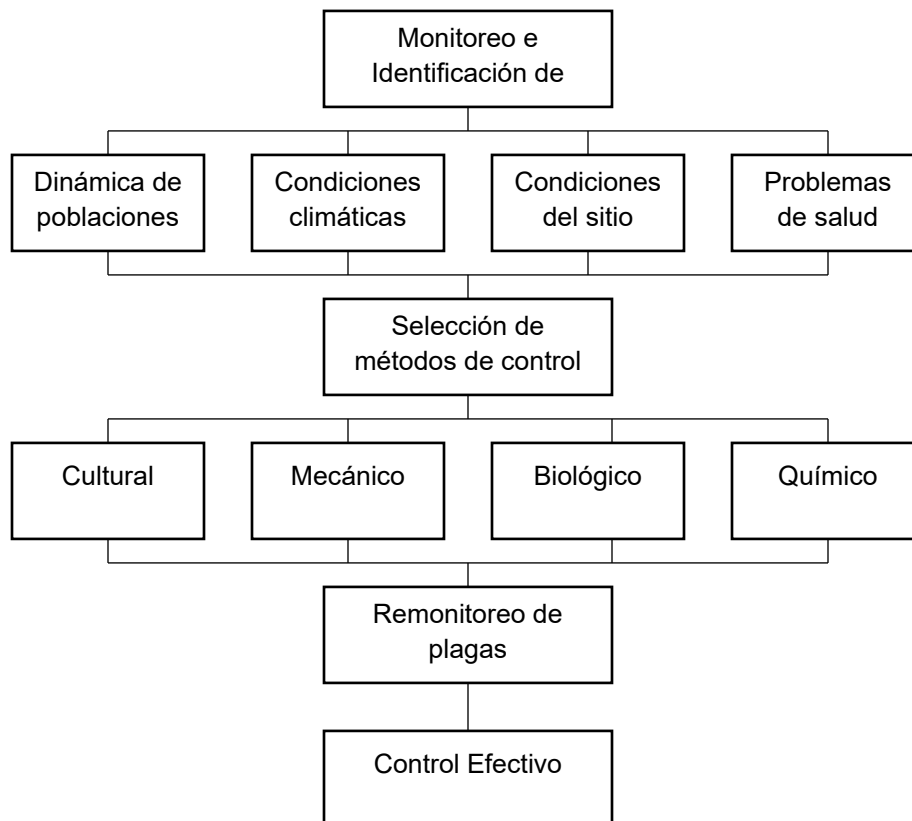 Monitoreo e
Identificación de
Dinámica de
poblaciones
Condiciones
climáticas
Condiciones
del sitio
Problemas
de salud
Selección de
métodos de control
Cultural
Mecánico
Biológico
Químico
Remonitoreo de
plagas
Control Efectivo